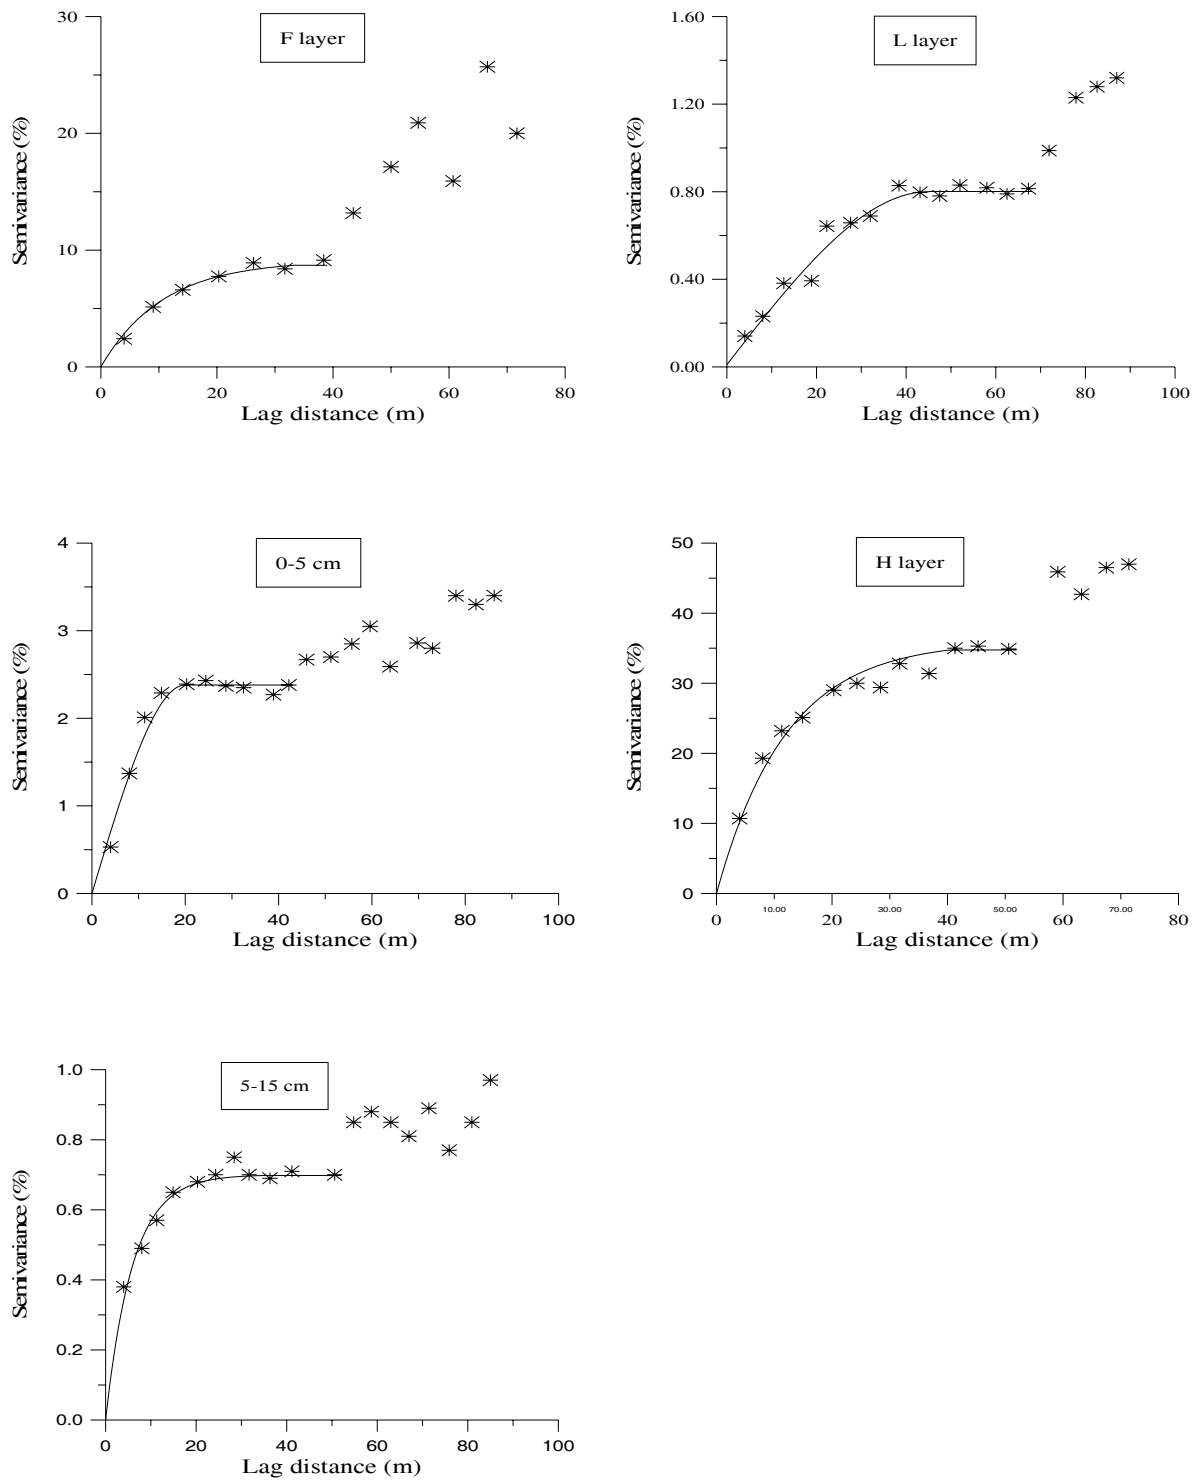 F layer
Semivariance (%)
30
20
10
0
0 20 40 60 80
Lag distance (m)
L layer
Semivariance (%)
1.60
1.20
0.80
0.40
0.00
0 20 40 60 80 100
Lag distance (m)
0-5 cm
Semivariance (%)
4
3
2
1
0
0 20 40 60 80 100
Lag distance (m)
H layer
Semivariance (%)
50
40
30
20
10
0
0 10.00 20 30.00 40 50.00 60 70.00 80
Lag distance (m)
5-15 cm
Semivariance (%)
1.0
0.8
0.6
0.4
0.2
0.0
0 20 40 60 80 100
Lag distance (m)